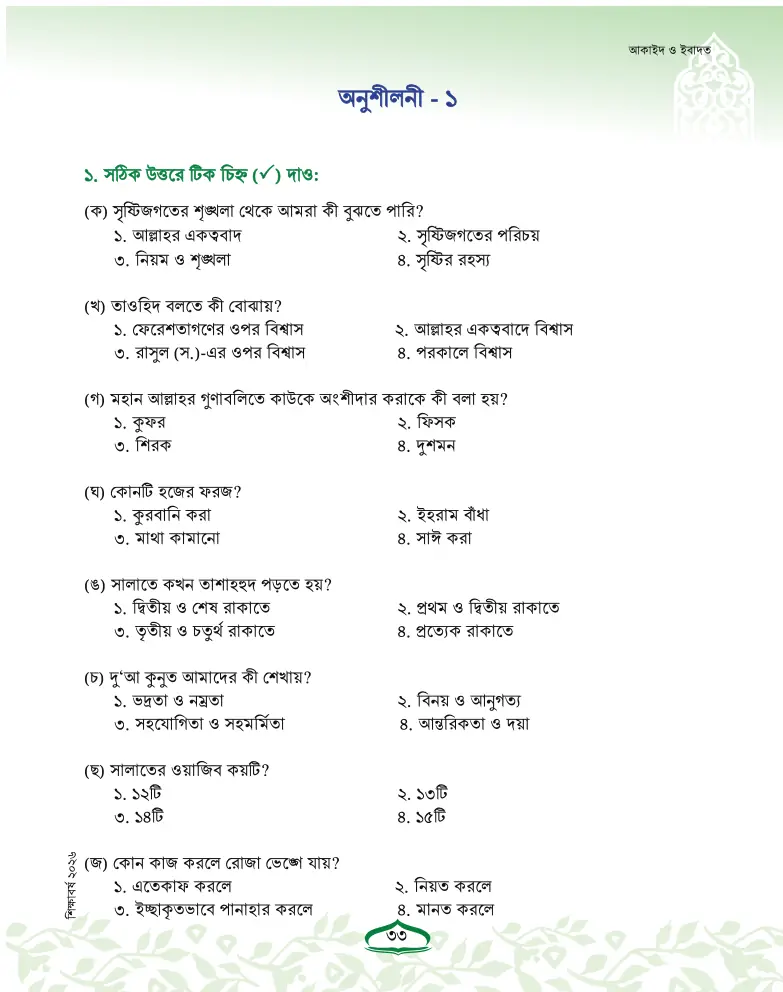 আকাইদ ও ইবাদত
অনুশীলনী - ১
১. সঠিক উত্তরে টিক চিহ্ন (✓) দাও:
(ক) সৃষ্টিজগতের শৃঙ্খলা থেকে আমরা কী বুঝতে পারি?
১. আল্লাহর একত্ববাদ ২. সৃষ্টিজগতের পরিচয়
৩. নিয়ম ও শৃঙ্খলা ৪. সৃষ্টির রহস্য
(খ) তাওহিদ বলতে কী বোঝায়?
১. ফেরেশতাগণের ওপর বিশ্বাস ২. আল্লাহর একত্ববাদে বিশ্বাস
৩. রাসুল (স.)-এর ওপর বিশ্বাস ৪. পরকালে বিশ্বাস
(গ) মহান আল্লাহর গুণাবলিতে কাউকে অংশীদার করাকে কী বলা হয়?
১. কুফর ২. ফিসক
৩. শিরক ৪. দুশমন
(ঘ) কোনটি হজের ফরজ?
১. কুরবানি করা ২. ইহরাম বাঁধা
৩. মাথা কামানো ৪. সাঈ করা
(ঙ) সালাতে কখন তাশাহহুদ পড়তে হয়?
১. দ্বিতীয় ও শেষ রাকাতে ২. প্রথম ও দ্বিতীয় রাকাতে
৩. তৃতীয় ও চতুর্থ রাকাতে ৪. প্রত্যেক রাকাতে
(চ) দু‘আ কুনুত আমাদের কী শেখায়?
১. ভদ্রতা ও নম্রতা ২. বিনয় ও আনুগত্য
৩. সহযোগিতা ও সহমর্মিতা ৪. আন্তরিকতা ও দয়া
(ছ) সালাতের ওয়াজিব কয়টি?
১. ১২টি ২. ১৩টি
৩. ১৪টি ৪. ১৫টি
(জ) কোন কাজ করলে রোজা ভেঙ্গে যায়?
১. এতেকাফ করলে ২. নিয়ত করলে
৩. ইচ্ছাকৃতভাবে পানাহার করলে ৪. মানত করলে
শিক্ষাবর্ষ ২০২৬
৩৩